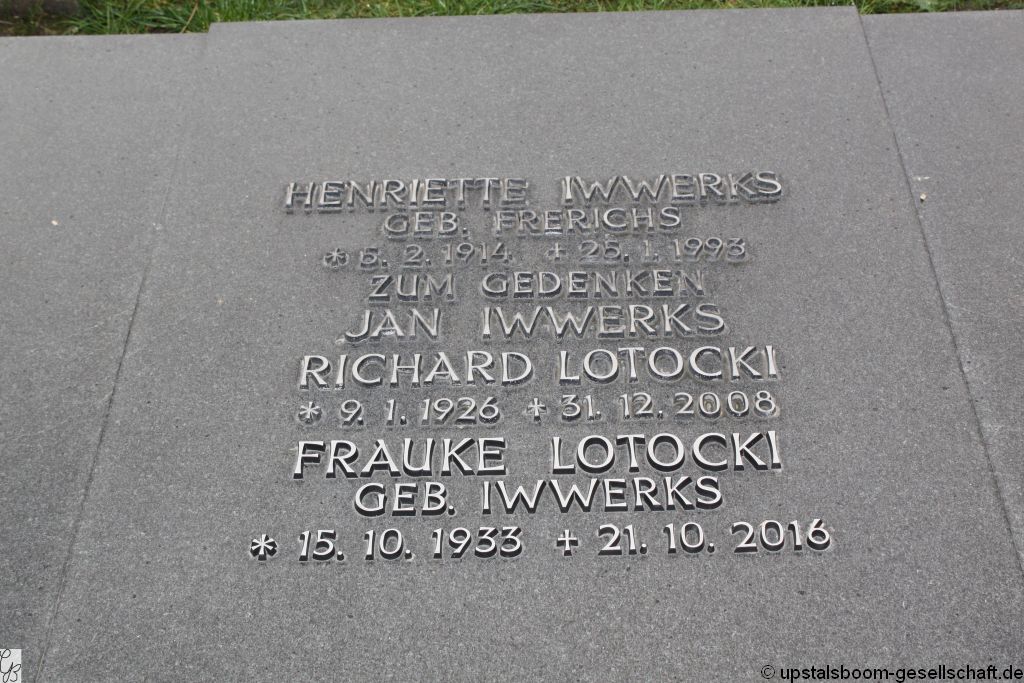 HENRIETTE IWWERKS
GEB. FRERICHS
* 5. 2. 1914 + 25. 1. 1993
ZUM GEDENKEN
JAN IWWERKS
RICHARD LOTOCKI
* 9. 1. 1926 + 31. 12. 2008
FRAUKE LOTOCKI
GEB. IWWERKS
* 15. 10. 1933 + 21. 10. 2016
© upstalsboom-gesellschaft.de